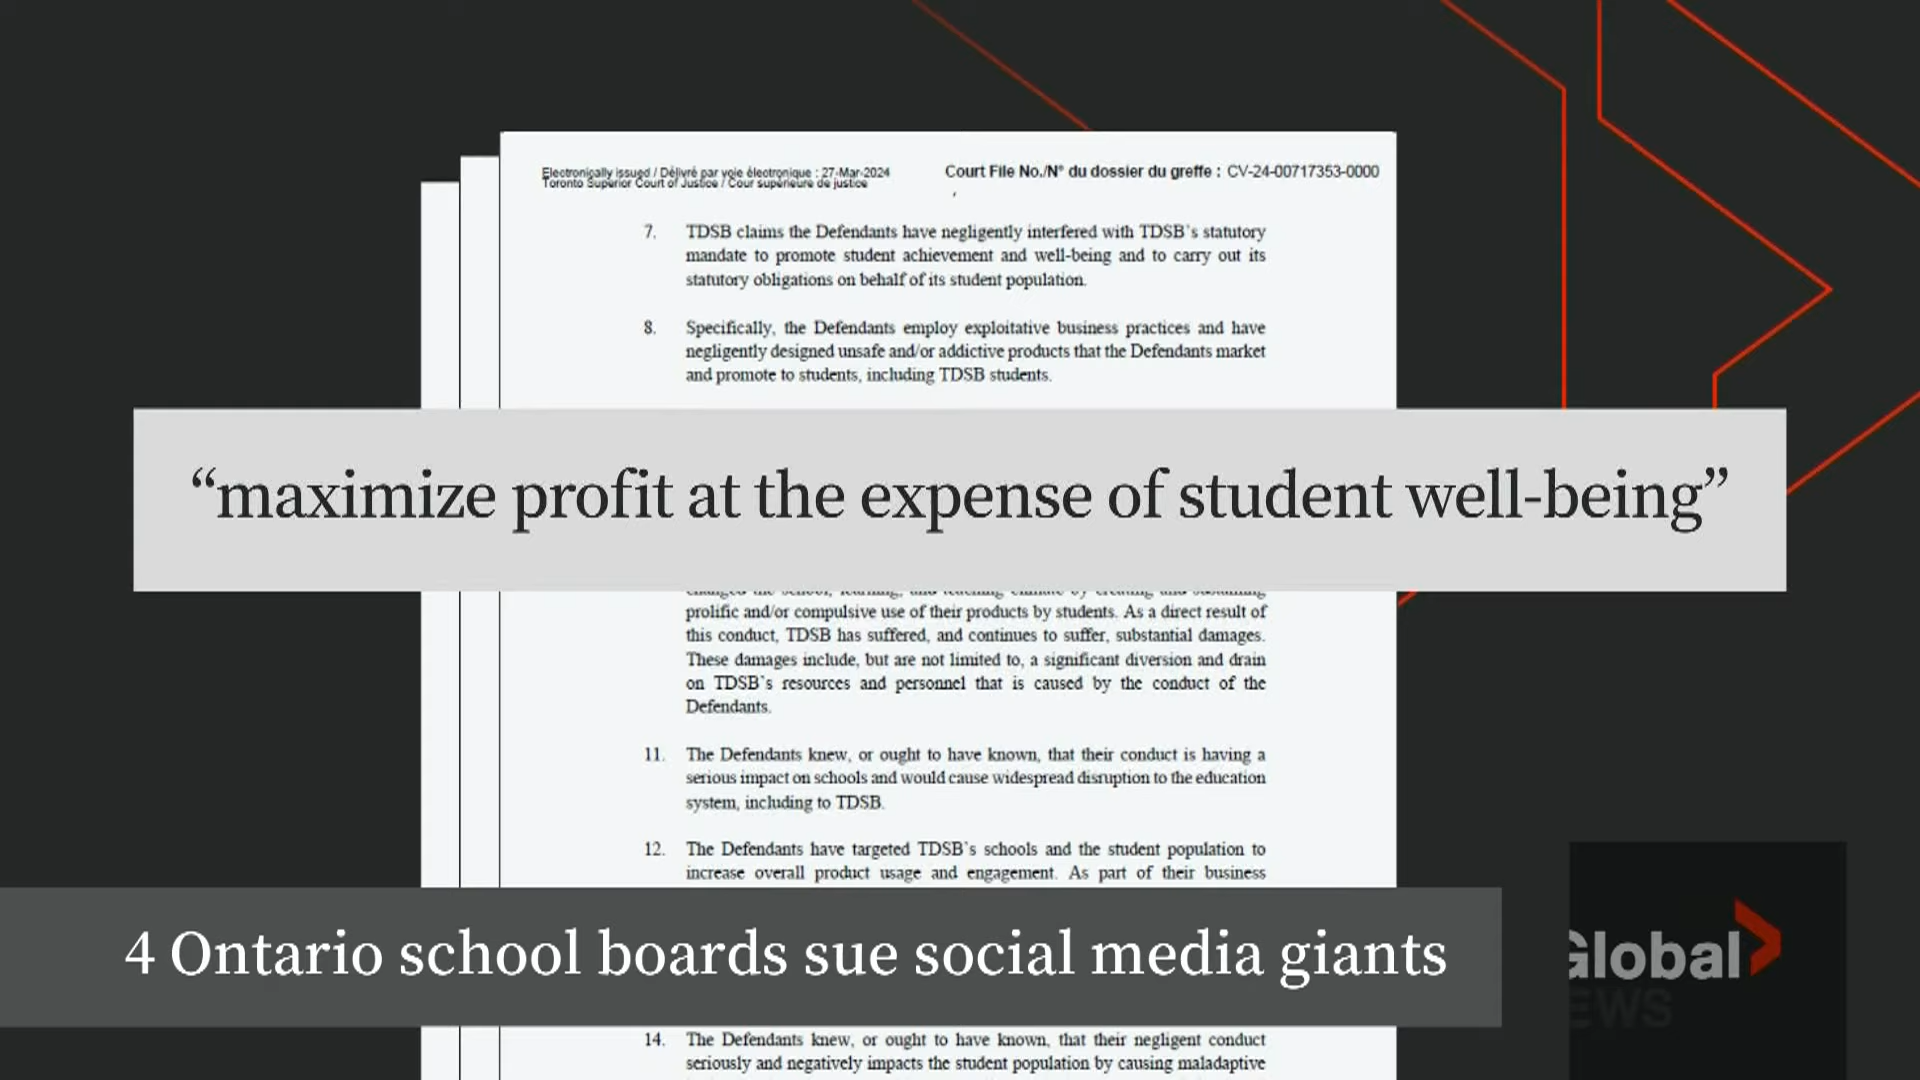 Electronically issued / Délivré par voie électronique : 27-Mar-2024
Toronto Superior Court of Justice / Cour supérieure de justice
Court File No./N° du dossier du greffe : CV-24-00717353-0000
7. TDSB claims the Defendants have negligently interfered with TDSB's statutory
mandate to promote student achievement and well-being and to carry out its
statutory obligations on behalf of its student population.
8. Specifically, the Defendants employ exploitative business practices and have
negligently designed unsafe and/or addictive products that the Defendants market
and promote to students, including TDSB students.
“maximize profit at the expense of student well-being”
prolific and/or compulsive use of their products by students. As a direct result of
this conduct, TDSB has suffered, and continues to suffer, substantial damages.
These damages include, but are not limited to, a significant diversion and drain
on TDSB's resources and personnel that is caused by the conduct of the
Defendants.
11. The Defendants knew, or ought to have known, that their conduct is having a
serious impact on schools and would cause widespread disruption to the education
system, including to TDSB.
12. The Defendants have targeted TDSB's schools and the student population to
increase overall product usage and engagement. As part of their business
4 Ontario school boards sue social media giants
Global
EWS
14. The Defendants knew, or ought to have known, that their negligent conduct
seriously and negatively impacts the student population by causing maladaptive